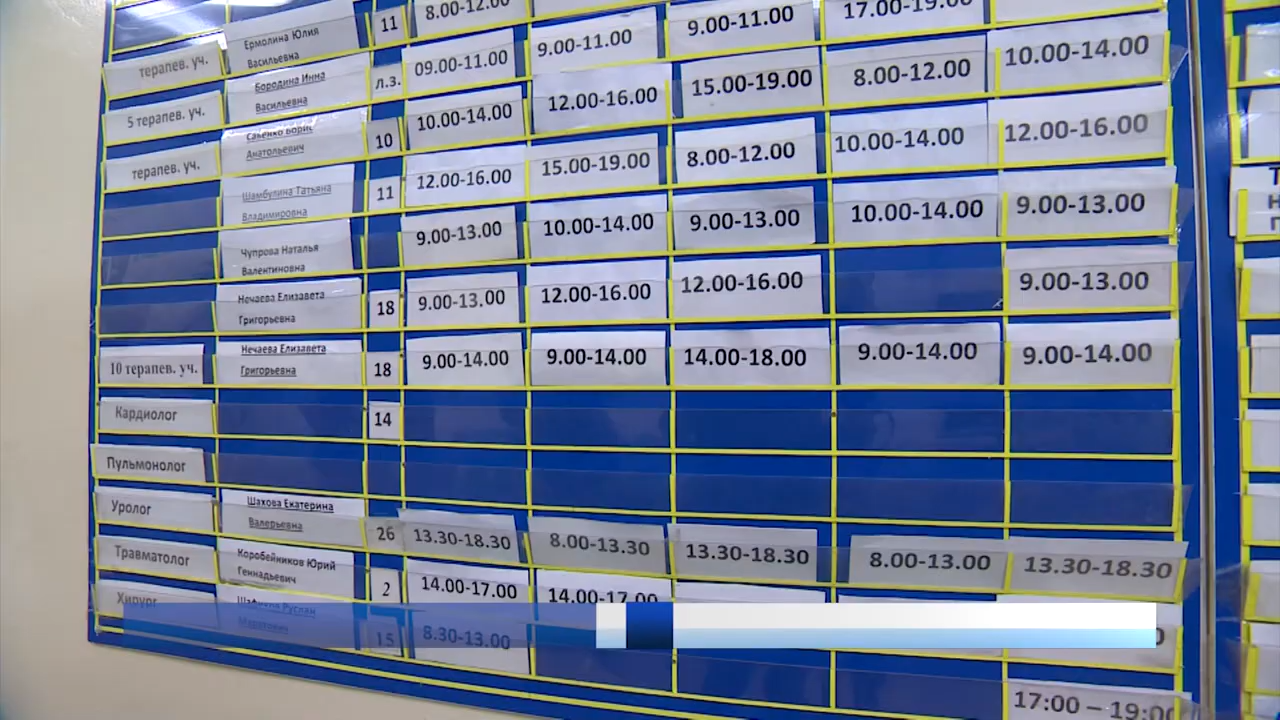 11 8.00-12.00 9.00-11.00 17.00-19.00
терапев. уч. Ермолина Юлия
Васильевна
09.00-11.00 9.00-11.00 15.00-19.00 8.00-12.00 10.00-14.00
5 терапев. уч. Бородина Инна
Васильевна
л.з. 10.00-14.00 12.00-16.00 8.00-12.00 10.00-14.00 12.00-16.00
терапев. уч. Борис
Анатольевич
10 12.00-16.00 15.00-19.00 9.00-13.00 10.00-14.00 9.00-13.00
Шамбулина Татьяна
Владимировна
11 9.00-13.00 10.00-14.00 12.00-16.00 9.00-13.00
Чупрова Наталья
Валентиновна
9.00-13.00 12.00-16.00
Нечаева Елизавета
Григорьевна
18
10 терапев. уч. Нечаева Елизавета
Григорьевна
18 9.00-14.00 9.00-14.00 14.00-18.00 9.00-14.00 9.00-14.00
Кардиолог 14
Пульмонолог
Уролог Шахова Екатерина
Валерьевна
26 13.30-18.30 8.00-13.30 13.30-18.30 8.00-13.00 13.30-18.30
Травматолог Коробейников Юрий
Геннадьевич
2 14.00-17.00 14.00-17.00
Хирург Руслан
Маратович
15 8.30-13.00
17:00 – 19:00